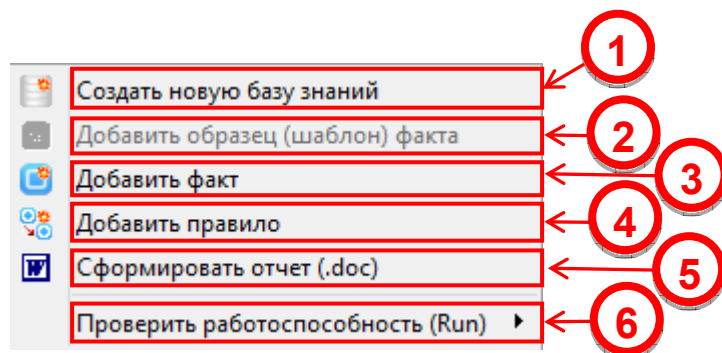 1
Создать новую базу знаний
Добавить образец (шаблон) факта
2
Добавить факт
3
Добавить правило
4
Сформировать отчет (.doc)
5
Проверить работоспособность (Run)
6